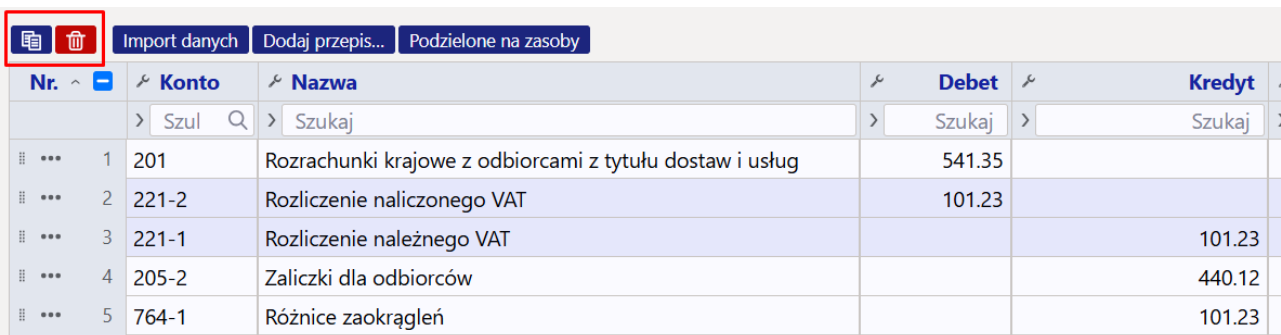 Import danych Dodaj przepis... Podzielone na zasoby
Nr. Konto Nazwa Debet Kredyt
Szul Szukaj Szukaj Szukaj
1 201 Rozrachunki krajowe z odbiorcami z tytułu dostaw i usług 541.35
2 221-2 Rozliczenie naliczonego VAT 101.23
3 221-1 Rozliczenie należnego VAT 101.23
4 205-2 Zaliczki dla odbiorców 440.12
5 764-1 Różnice zaokrągleń 101.23